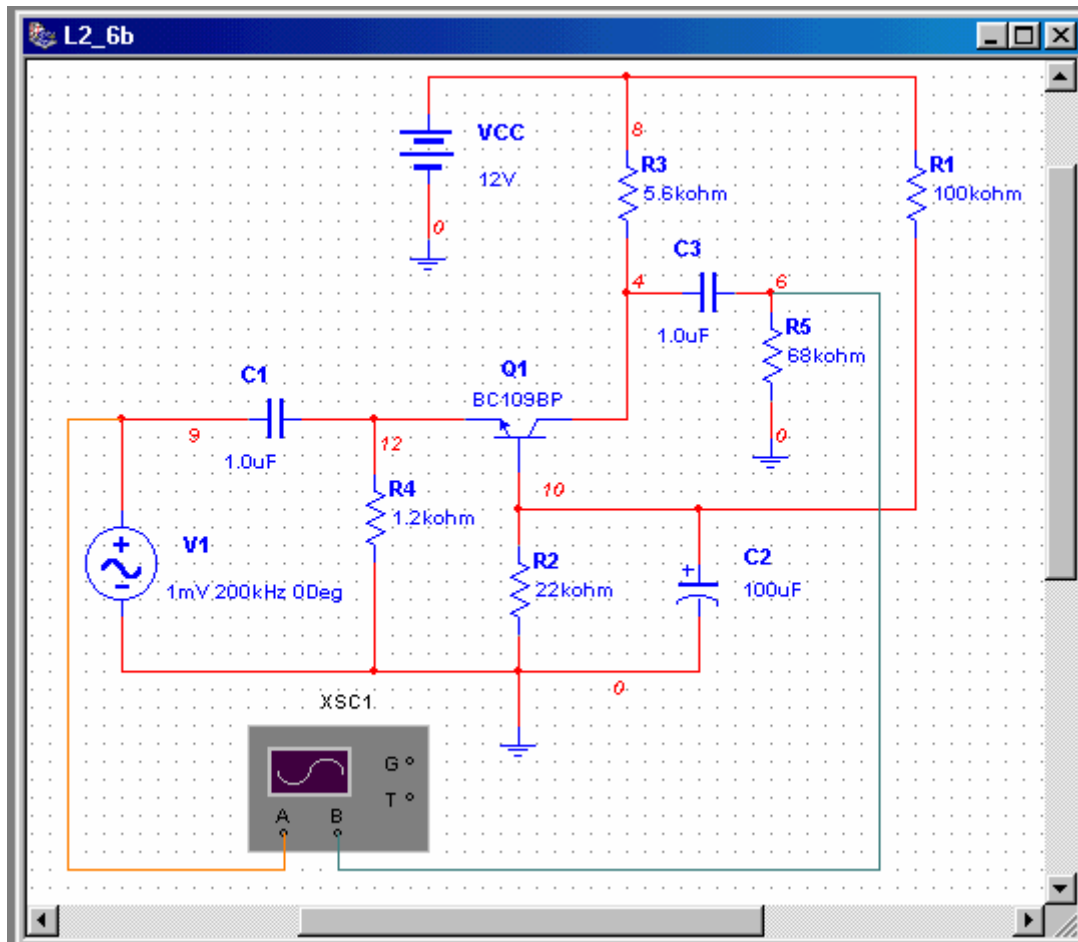 L2_6b
VCC
12V
0
8
R3
5.6kohm
R1
100kohm
C3
4
6
1.0uF
R5
68kohm
0
C1
9
1.0uF
12
Q1
BC109BP
10
R4
1.2kohm
V1
1mV 200kHz 0Deg
R2
22kohm
C2
+
100uF
0
XSC1
G
T
A
B